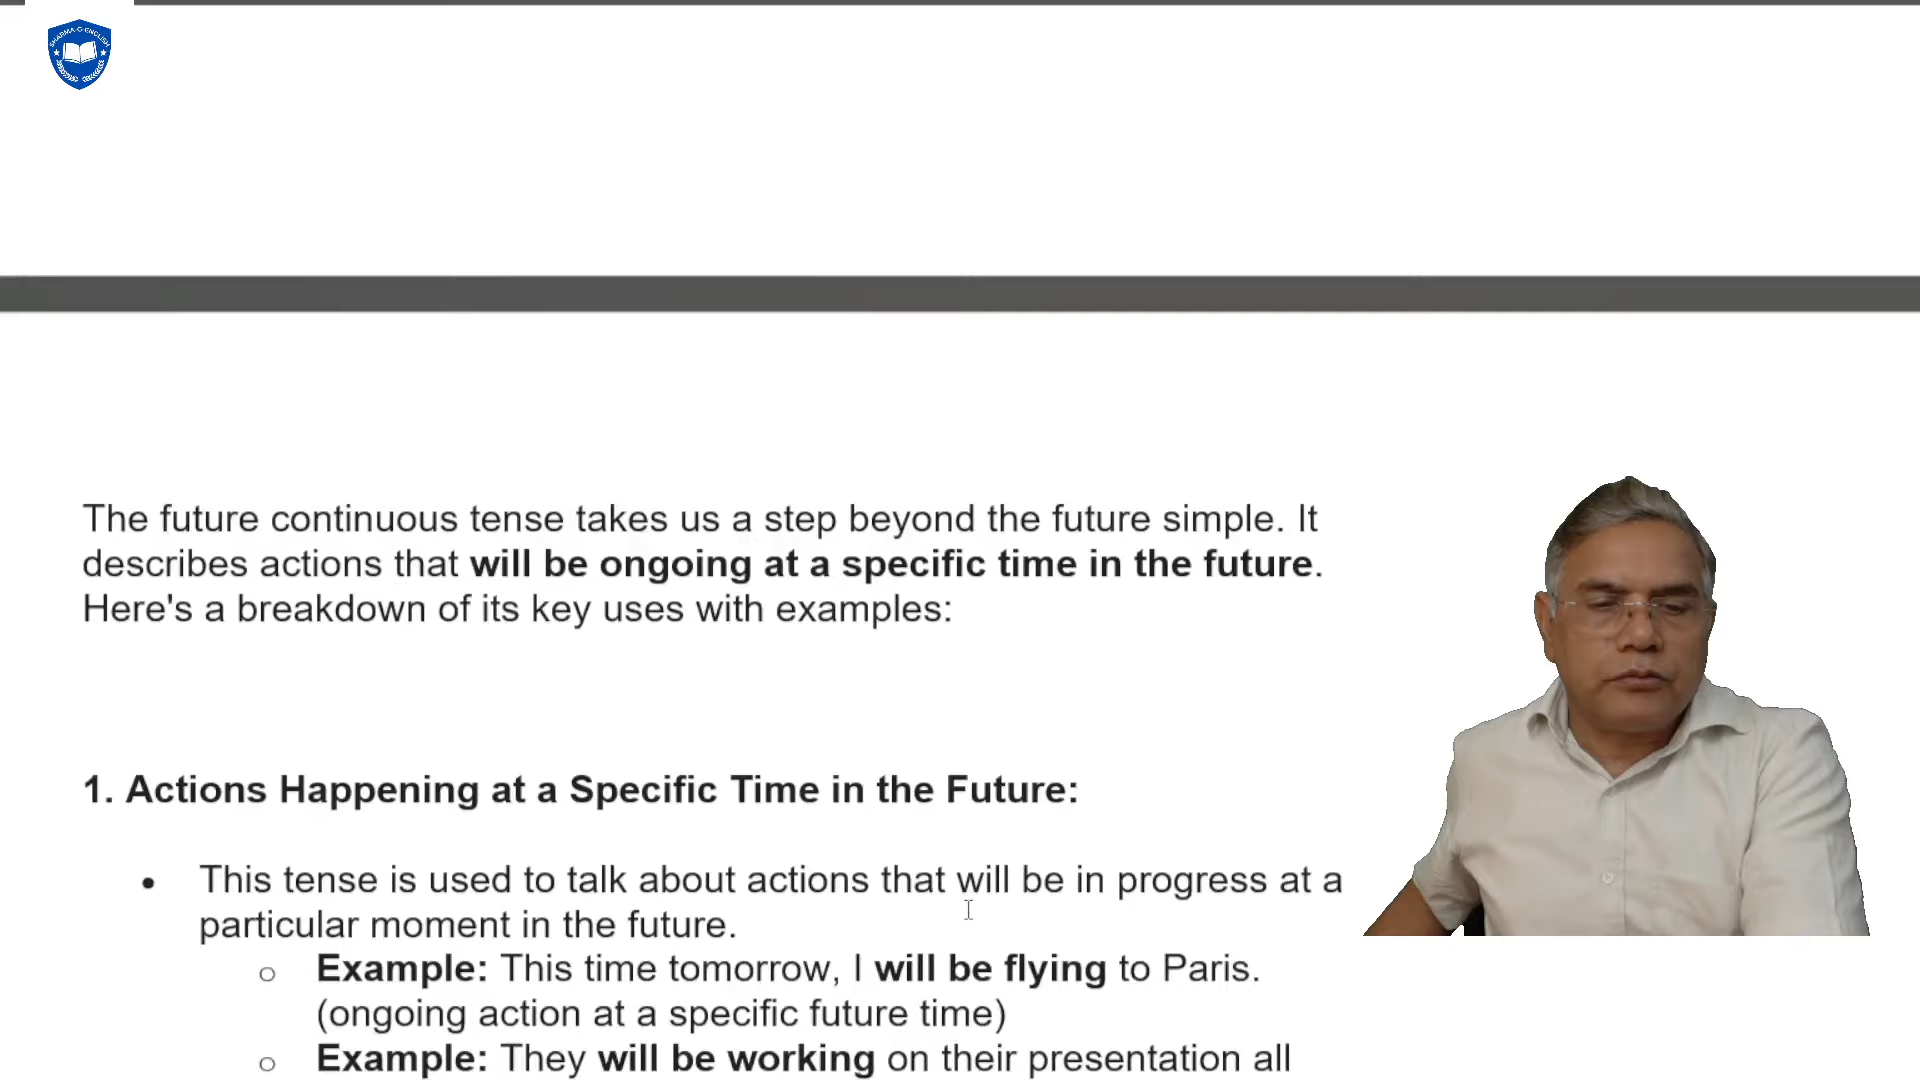 SHARMA-G-ENGLISH
The future continuous tense takes us a step beyond the future simple. It
describes actions that will be ongoing at a specific time in the future.
Here's a breakdown of its key uses with examples:
1. Actions Happening at a Specific Time in the Future:
• This tense is used to talk about actions that will be in progress at a
particular moment in the future.
o Example: This time tomorrow, I will be flying to Paris.
(ongoing action at a specific future time)
o Example: They will be working on their presentation all